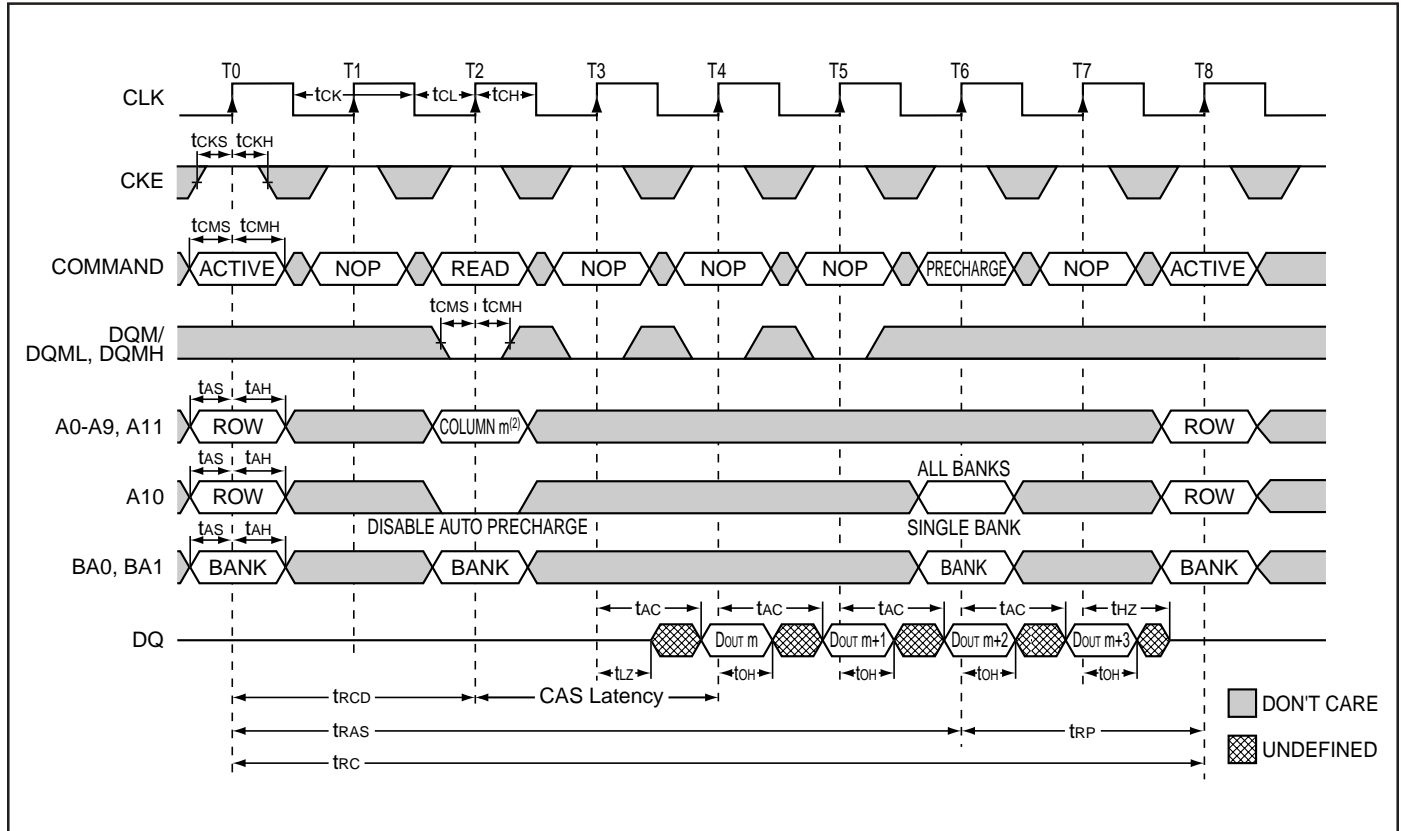 T0 T1 T2 T3 T4 T5 T6 T7 T8
CLK tCK tCL tCH
tCKS tCKH
CKE
tCMS tCMH
COMMAND ACTIVE NOP READ NOP NOP NOP PRECHARGE NOP ACTIVE
tCMS tCMH
DQM/
DQML, DQMH
tAS tAH
A0-A9, A11 ROW COLUMN m(2) ROW
tAS tAH ALL BANKS
A10 ROW ROW
tAS tAH DISABLE AUTO PRECHARGE SINGLE BANK
BA0, BA1 BANK BANK BANK BANK
tAC tAC tAC tAC tHZ
DQ DOUT m DOUT m+1 DOUT m+2 DOUT m+3
tLZ tOH tOH tOH tOH
tRCD CAS Latency
DON'T CARE
tRAS tRP
UNDEFINED
tRC